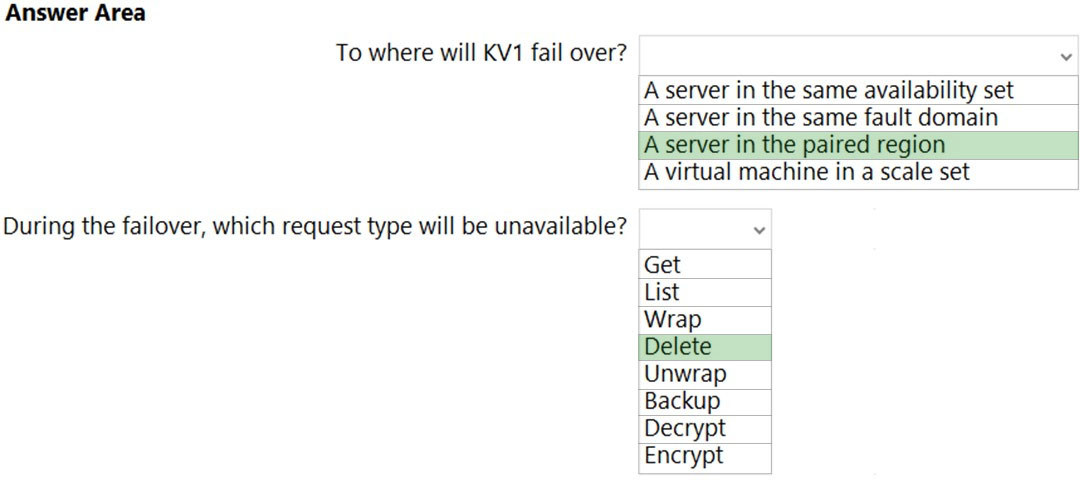 Answer Area
To where will KV1 fail over?
A server in the same availability set
A server in the same fault domain
A server in the paired region
A virtual machine in a scale set
During the failover, which request type will be unavailable?
Get
List
Wrap
Delete
Unwrap
Backup
Decrypt
Encrypt